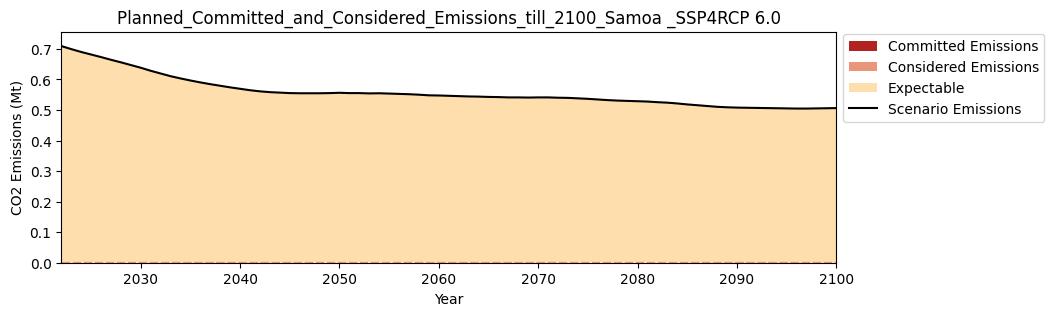 Planned_Committed_and_Considered_Emissions_till_2100_Samoa _SSP4RCP 6.0
Committed Emissions
Considered Emissions
Expectable
Scenario Emissions
CO2 Emissions (Mt)
0.7
0.6
0.5
0.4
0.3
0.2
0.1
0.0
2030 2040 2050 2060 2070 2080 2090 2100
Year